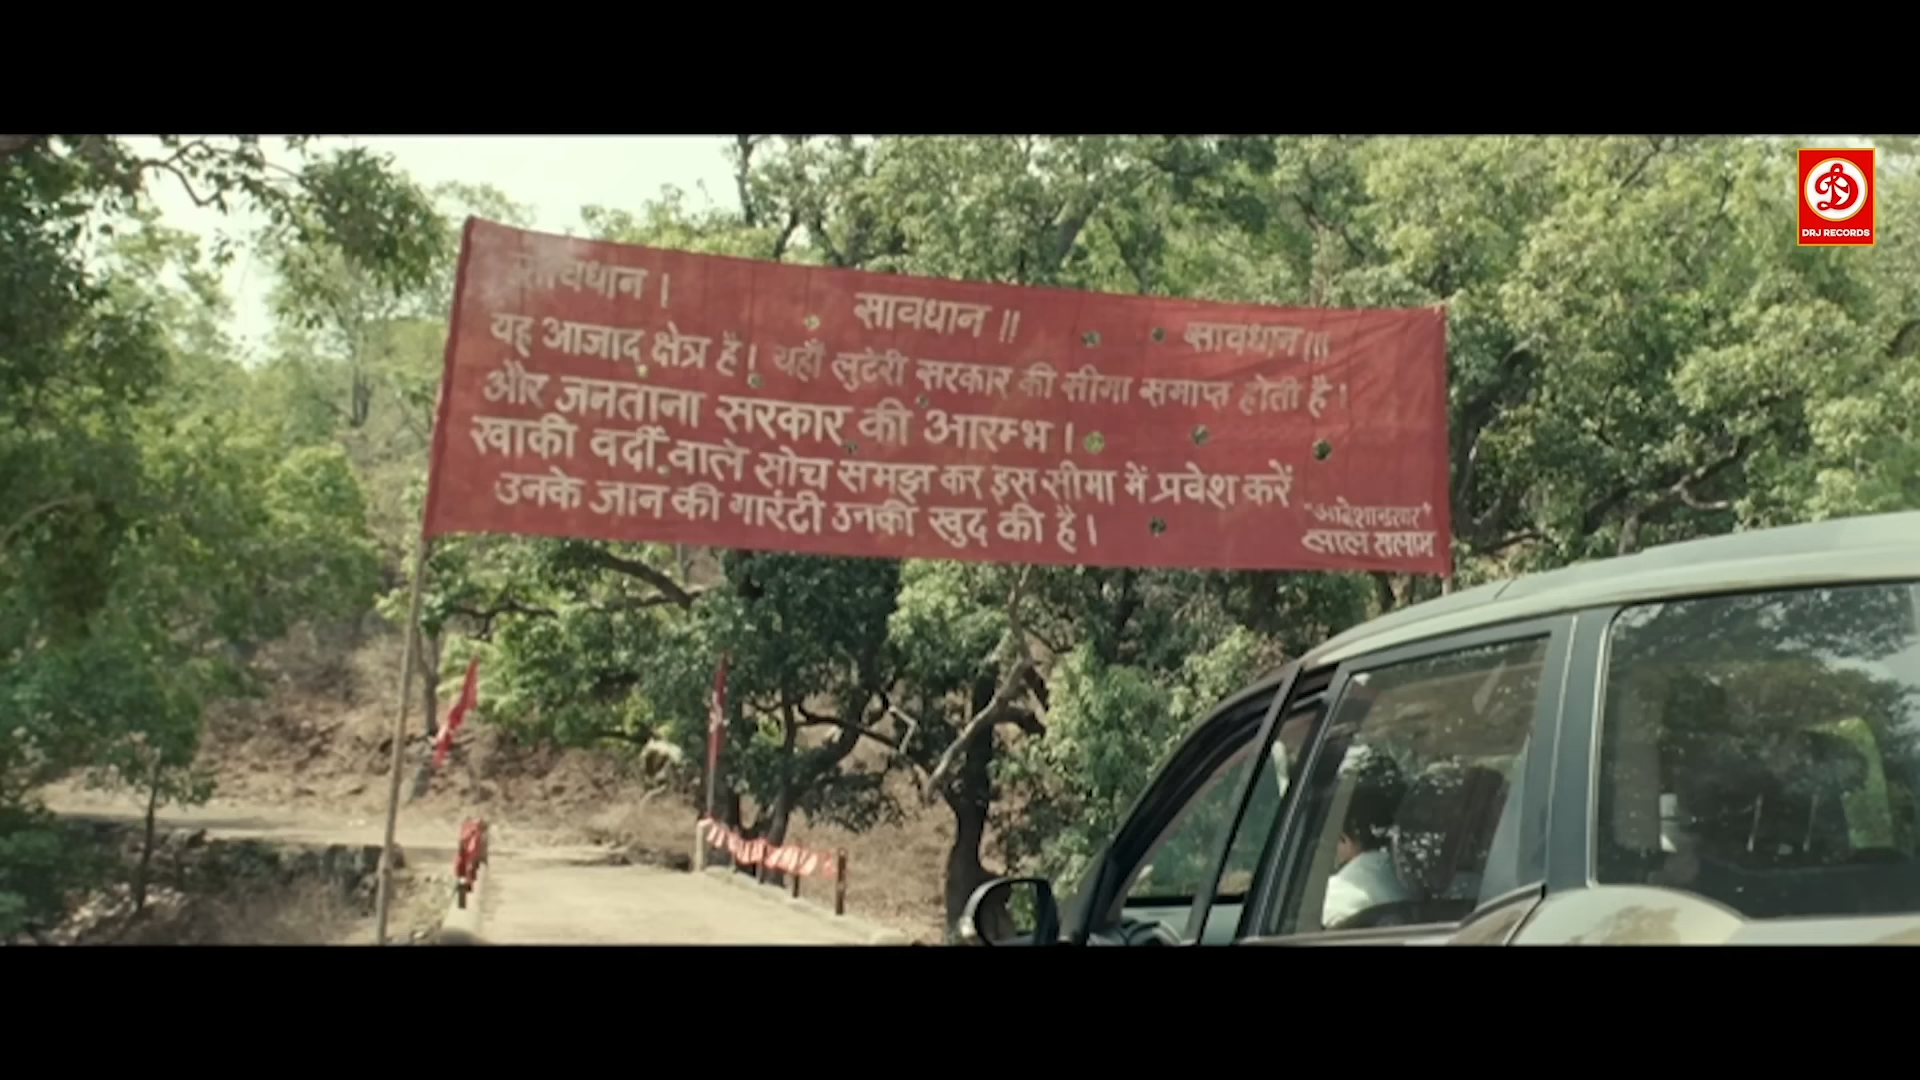 सावधान | सावधान || सावधान |||
यह आजाद क्षेत्र है। यहाँ लुटेरी सरकार की सीमा समाप्त होती है।
और जनताना सरकार की आरम्भ।
खाकी वर्दी वाले सोच समझ कर इस सीमा में प्रवेश करें
उनके जान की गारंटी उनकी खुद की है।
"आदेशानुसार"
लाल सलाम
DRJ RECORDS